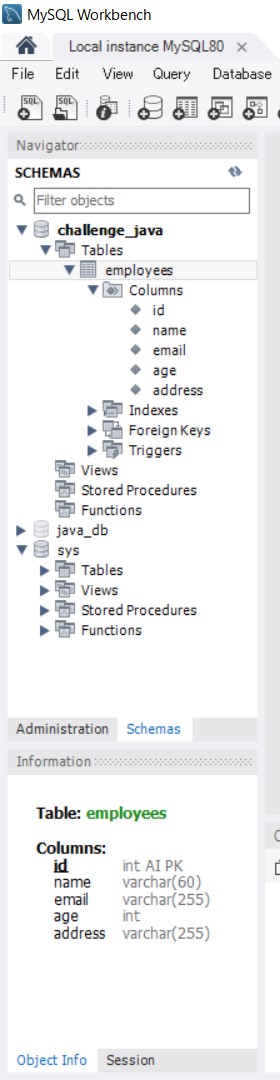 MySQL Workbench
Local instance MySQL80
File Edit View Query Database
SQL SQL
Navigator
SCHEMAS
Filter objects
challenge_java
Tables
employees
Columns
id
name
email
age
address
Indexes
Foreign Keys
Triggers
Views
Stored Procedures
Functions
java_db
sys
Tables
Views
Stored Procedures
Functions
Administration Schemas
Information
Table: employees
Columns:
id int AI PK
name varchar(60)
email varchar(255)
age int
address varchar(255)
Object Info Session